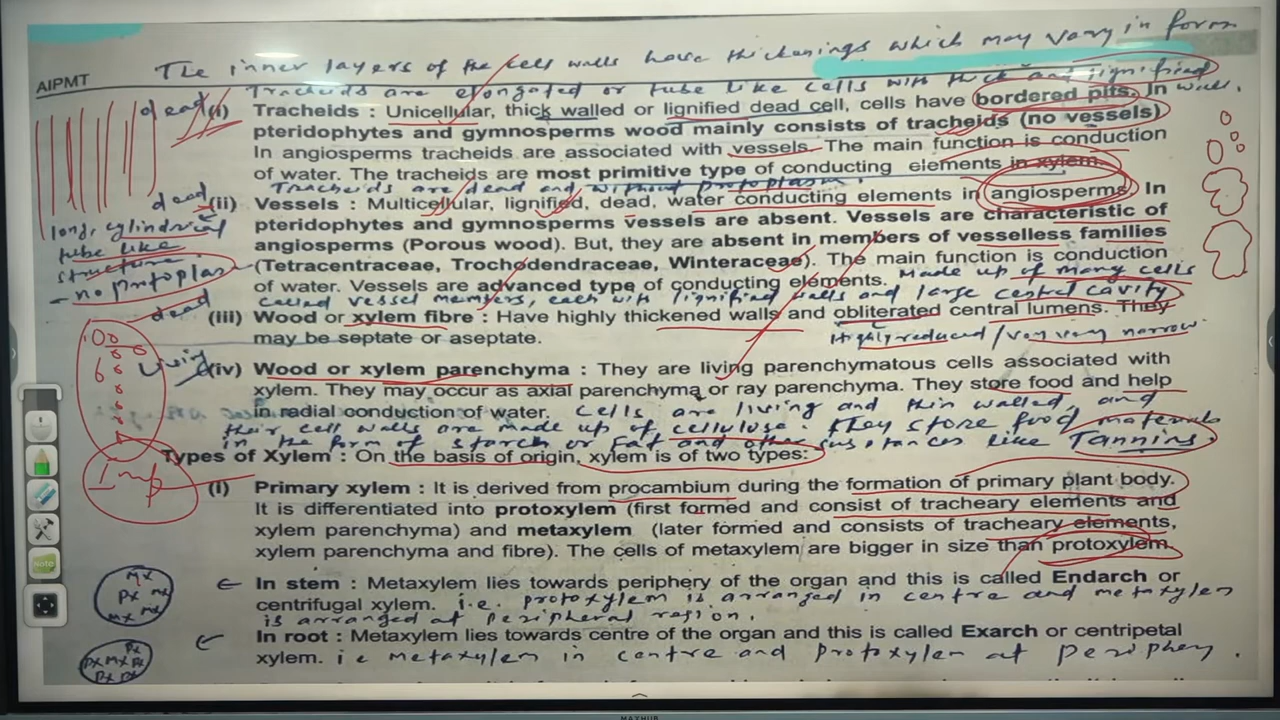 The inner layers of the cell walls have thickenings which may vary in form
AIPMT
Tracheids are elongated or tube like cells with thick and lignified walls.
dead (i) Tracheids : Unicellular, thick walled or lignified dead cell, cells have bordered pits. In
pteridophytes and gymnosperms wood mainly consists of tracheids (no vessels)
In angiosperms tracheids are associated with vessels. The main function is conduction
of water. The tracheids are most primitive type of conducting elements in xylem.
Tracheids are dead and without protoplasm.
dead (ii) Vessels : Multicellular, lignified, dead, water conducting elements in angiosperms. In
pteridophytes and gymnosperms vessels are absent. Vessels are characteristic of
angiosperms (Porous wood). But, they are absent in members of vesselless families
(Tetracentraceae, Trochodendraceae, Winteraceae). The main function is conduction
of water. Vessels are advanced type of conducting elements. Made up of many cells
called vessel members, each with lignified walls and large central cavity
long, cylindrical
tube like
structure
- no protoplas
dead
(iii) Wood or xylem fibre : Have highly thickened walls and obliterated central lumens. They
may be septate or aseptate. Highly reduced / very very narrow.
Living (iv) Wood or xylem parenchyma : They are living parenchymatous cells associated with
xylem. They may occur as axial parenchyma or ray parenchyma. They store food and help
in radial conduction of water. Cells are living and thin walled, and
their cell walls are made up of cellulose. They store food materials
in the form of starch or fat and other substances like Tannins.
Types of Xylem : On the basis of origin, xylem is of two types:
Imp
(i) Primary xylem : It is derived from procambium during the formation of primary plant body.
It is differentiated into protoxylem (first formed and consist of tracheary elements and
xylem parenchyma) and metaxylem (later formed and consists of tracheary elements,
xylem parenchyma and fibre). The cells of metaxylem are bigger in size than protoxylem.
MX
PX MX
MX MX
In stem : Metaxylem lies towards periphery of the organ and this is called Endarch or
centrifugal xylem. i.e. protoxylem is arranged in centre and metaxylem
is arranged at peripheral region.
PX
PX MX PX
PX PX
In root : Metaxylem lies towards centre of the organ and this is called Exarch or centripetal
xylem. i.e metaxylem in centre and protoxylem at periphery.
Note
MAXHUB